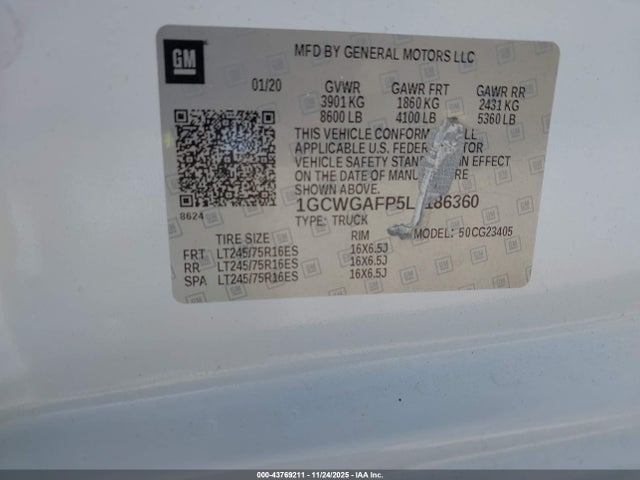 GM
MFD BY GENERAL MOTORS LLC
01/20 GVWR GAWR FRT GAWR RR
3901 KG 1860 KG 2431 KG
8600 LB 4100 LB 5360 LB
THIS VEHICLE CONFORM ALL
APPLICABLE U.S. FEDER TOR
VEHICLE SAFETY STAN IN EFFECT
ON THE DATE OF MANU TURE
SHOWN ABOVE.
8624 1GCWGAFP5L 186360
TYPE: TRUCK
TIRE SIZE RIM MODEL: 50CG23405
FRT LT245/75R16ES 16X6.5J
RR LT245/75R16ES 16X6.5J
SPA LT245/75R16ES 16X6.5J
000-43769211 - 11/24/2025 - IAA Inc.